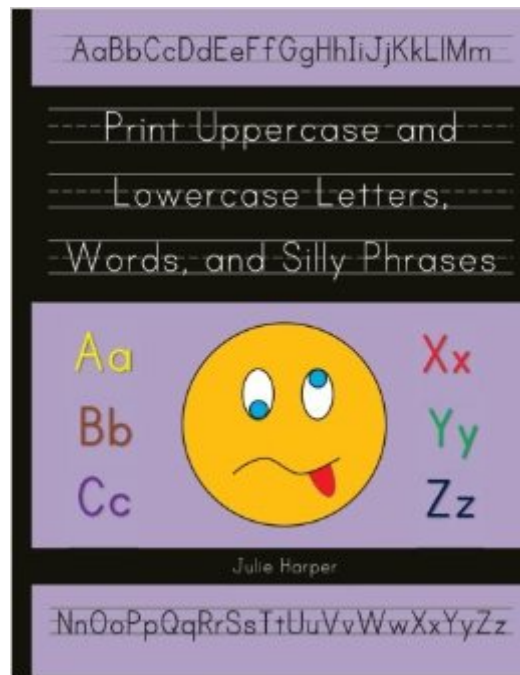 AaBbCcDdEeFfGgHhIiJjKkLlMm
Print Uppercase and
Lowercase Letters,
Words, and Silly Phrases
Aa
Bb
Cc
Xx
Yy
Zz
Julie Harper
NnOoPpQqRrSsTtUuVvWwXxYyZz